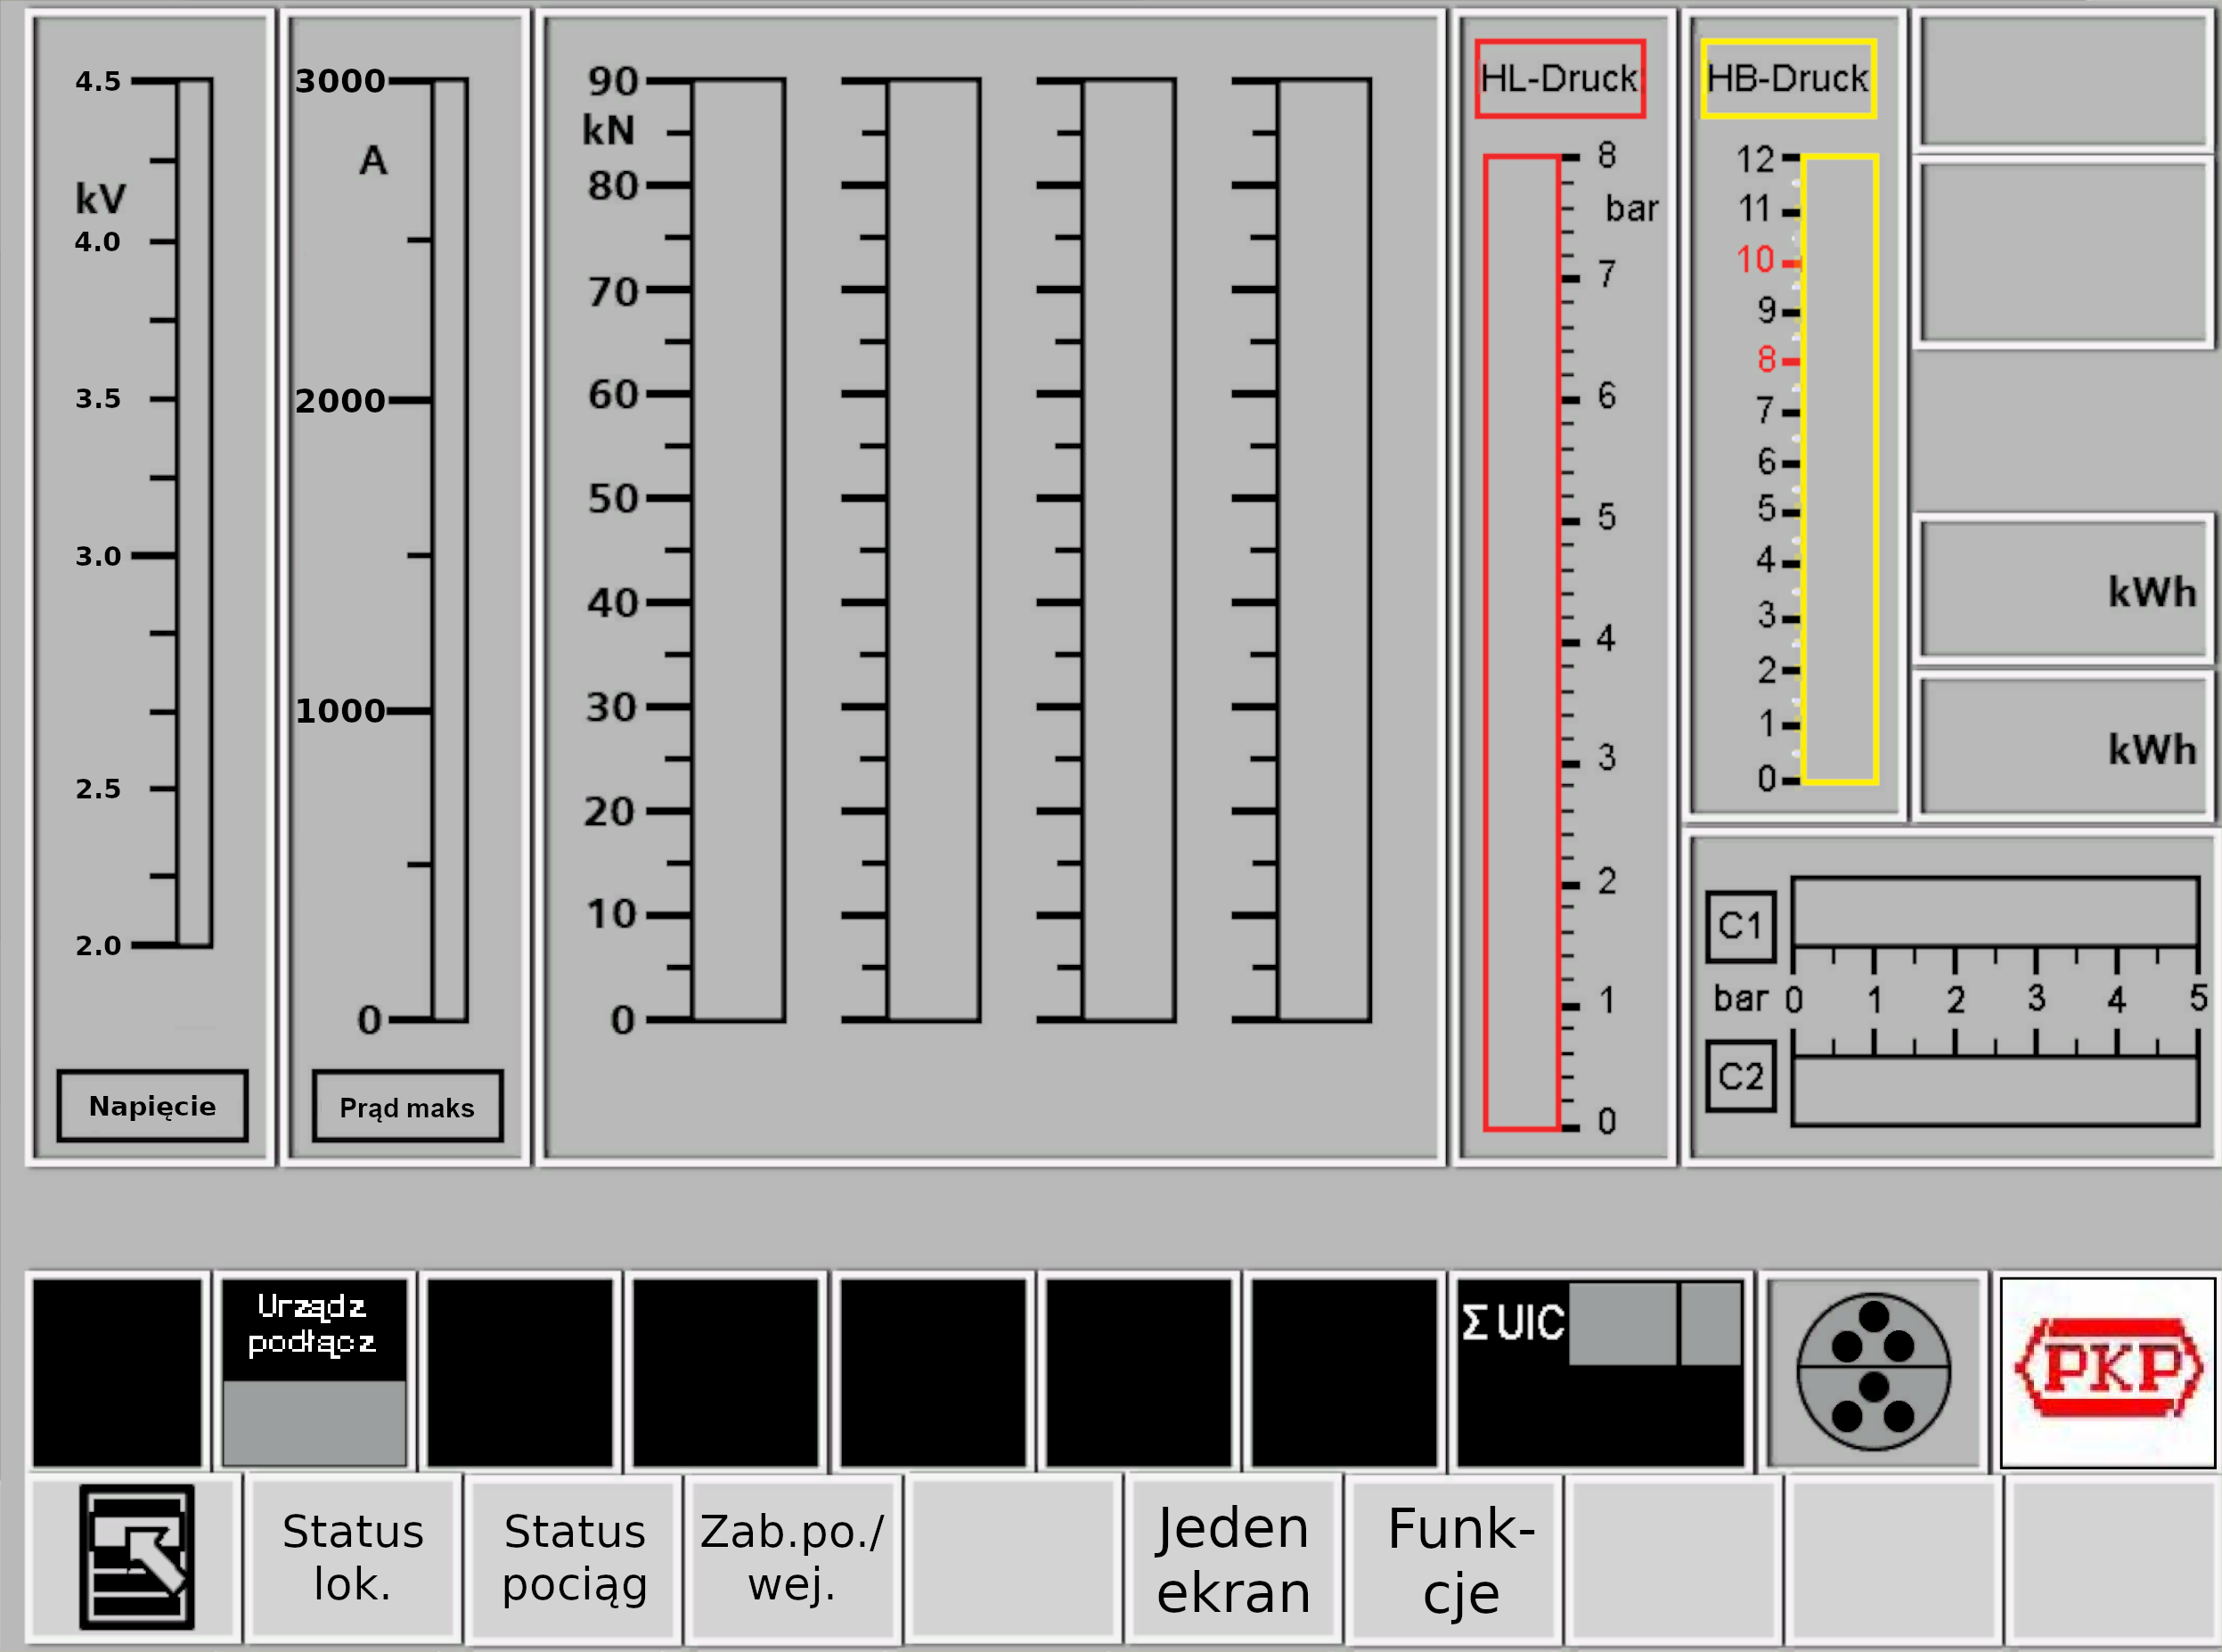 4.5
kV
4.0
3.5
3.0
2.5
2.0
Napięcie
3000
A
2000
1000
0
Prąd maks
90
kN
80
70
60
50
40
30
20
10
0
HL-Druck
8
bar
7
6
5
4
3
2
1
0
HB-Druck
12
11
10
9
8
7
6
5
4
3
2
1
0
kWh
kWh
C1
bar 0 1 2 3 4 5
C2
Urządz
podłącz
Σ UIC
PKP
Status
lok.
Status
pociąg
Zab.po./
wej.
Jeden
ekran
Funk-
cje